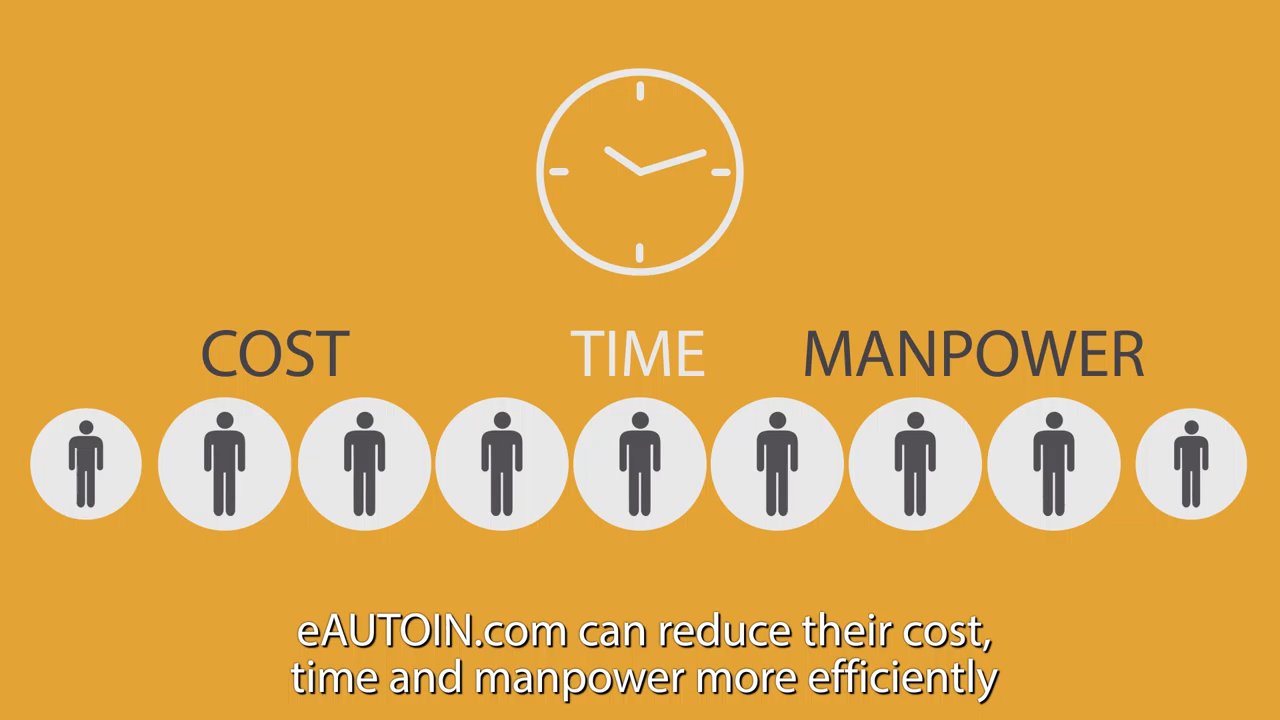 COST TIME MANPOWER
eAUTOIN.com can reduce their cost,
time and manpower more efficiently